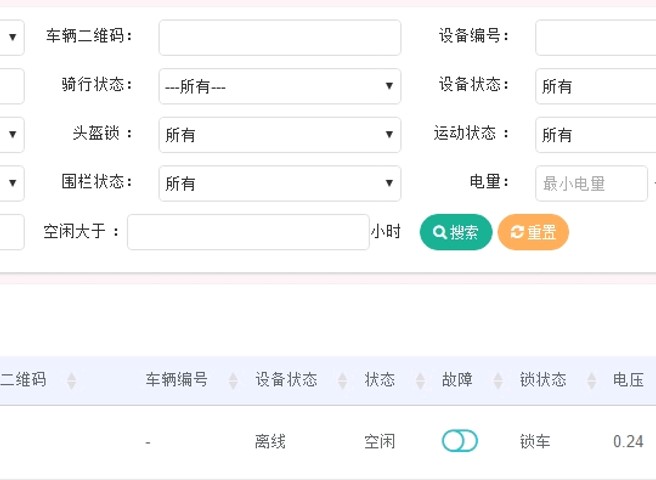 车辆二维码： 设备编号：
骑行状态： ---所有--- 设备状态： 所有
头盔锁 ： 所有 运动状态 ： 所有
围栏状态： 所有 电量： 最小电量 -
空闲大于 ： 小时 搜索 重置
二维码 车辆编号 设备状态 状态 故障 锁状态 电压
- 离线 空闲 锁车 0.24